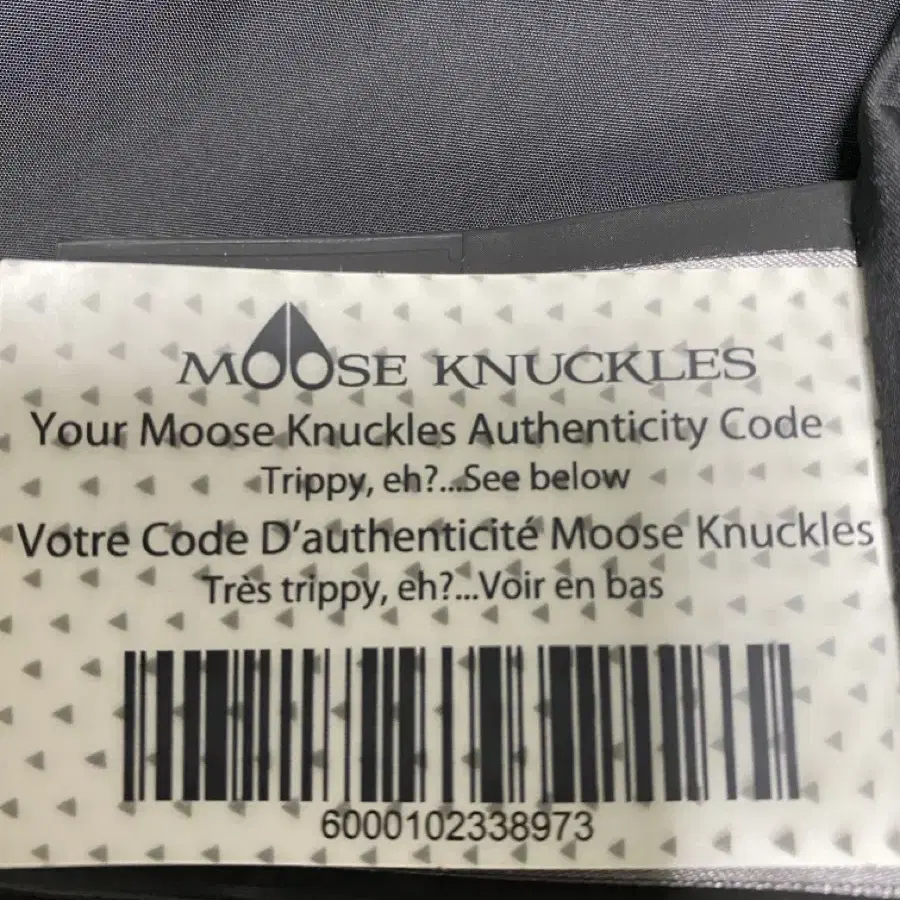 MOOSE KNUCKLES
Your Moose Knuckles Authenticity Code
Trippy, eh?...See below
Votre Code D'authenticité Moose Knuckles
Très trippy, eh?...Voir en bas
6000102338973